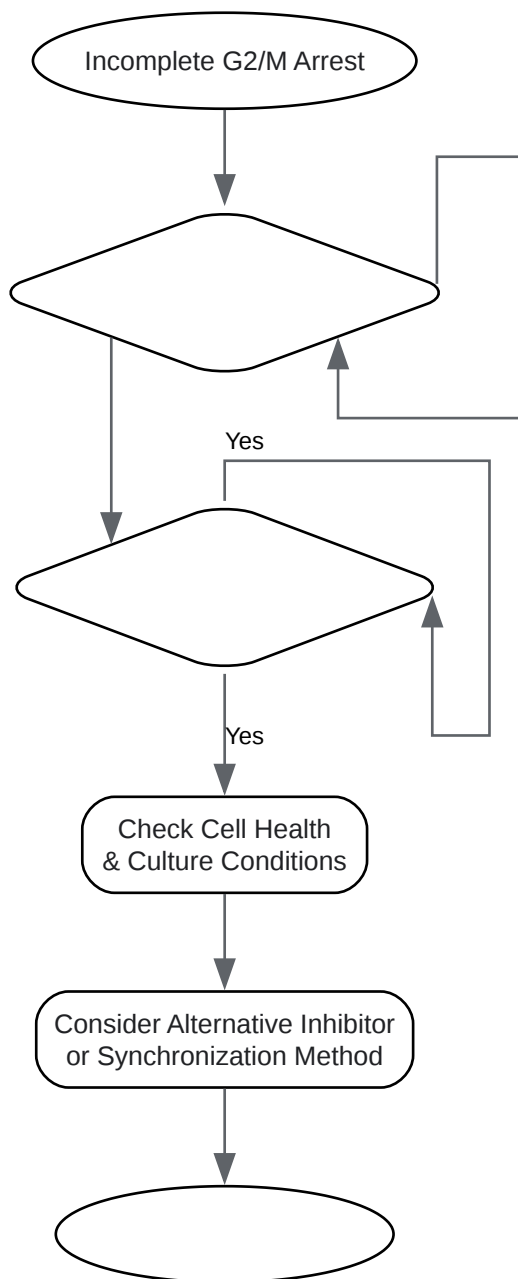 Incomplete G2/M Arrest
Yes
Yes
Check Cell Health
& Culture Conditions
Consider Alternative Inhibitor
or Synchronization Method